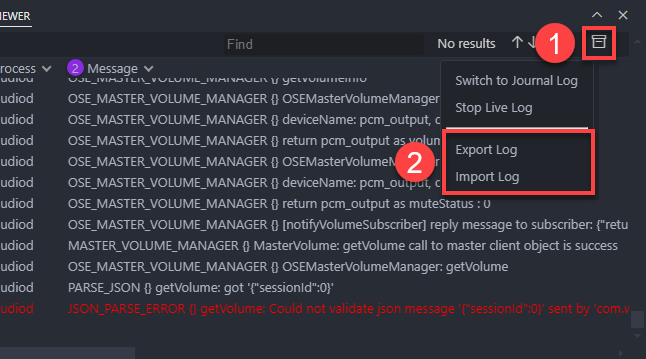 EWER
No results
Find
1
rocess
2 Message
Switch to Journal Log
Stop Live Log
Export Log
Import Log
2
udiod OSE_MASTER_VOLUME_MANAGER {} getVolumeInfo
udiod OSE_MASTER_VOLUME_MANAGER {} OSEMasterVolumeManager
udiod OSE_MASTER_VOLUME_MANAGER {} deviceName: pcm_output, c
udiod OSE_MASTER_VOLUME_MANAGER {} return pcm_output as volum
udiod OSE_MASTER_VOLUME_MANAGER {} OSEMasterVolumeMa
udiod OSE_MASTER_VOLUME_MANAGER {} deviceName: pcm_output, c
udiod OSE_MASTER_VOLUME_MANAGER {} return pcm_output as muteStatus : 0
udiod OSE_MASTER_VOLUME_MANAGER {} [notifyVolumeSubscriber] reply message to subscriber: {"retu
udiod MASTER_VOLUME_MANAGER {} MasterVolume: getVolume call to master client object is success
udiod OSE_MASTER_VOLUME_MANAGER {} OSEMasterVolumeManager: getVolume
udiod PARSE_JSON {} getVolume: got '{"sessionId":0}'
udiod JSON_PARSE_ERROR {} getVolume: Could not validate json message '{"sessionId":0}' sent by 'com.v